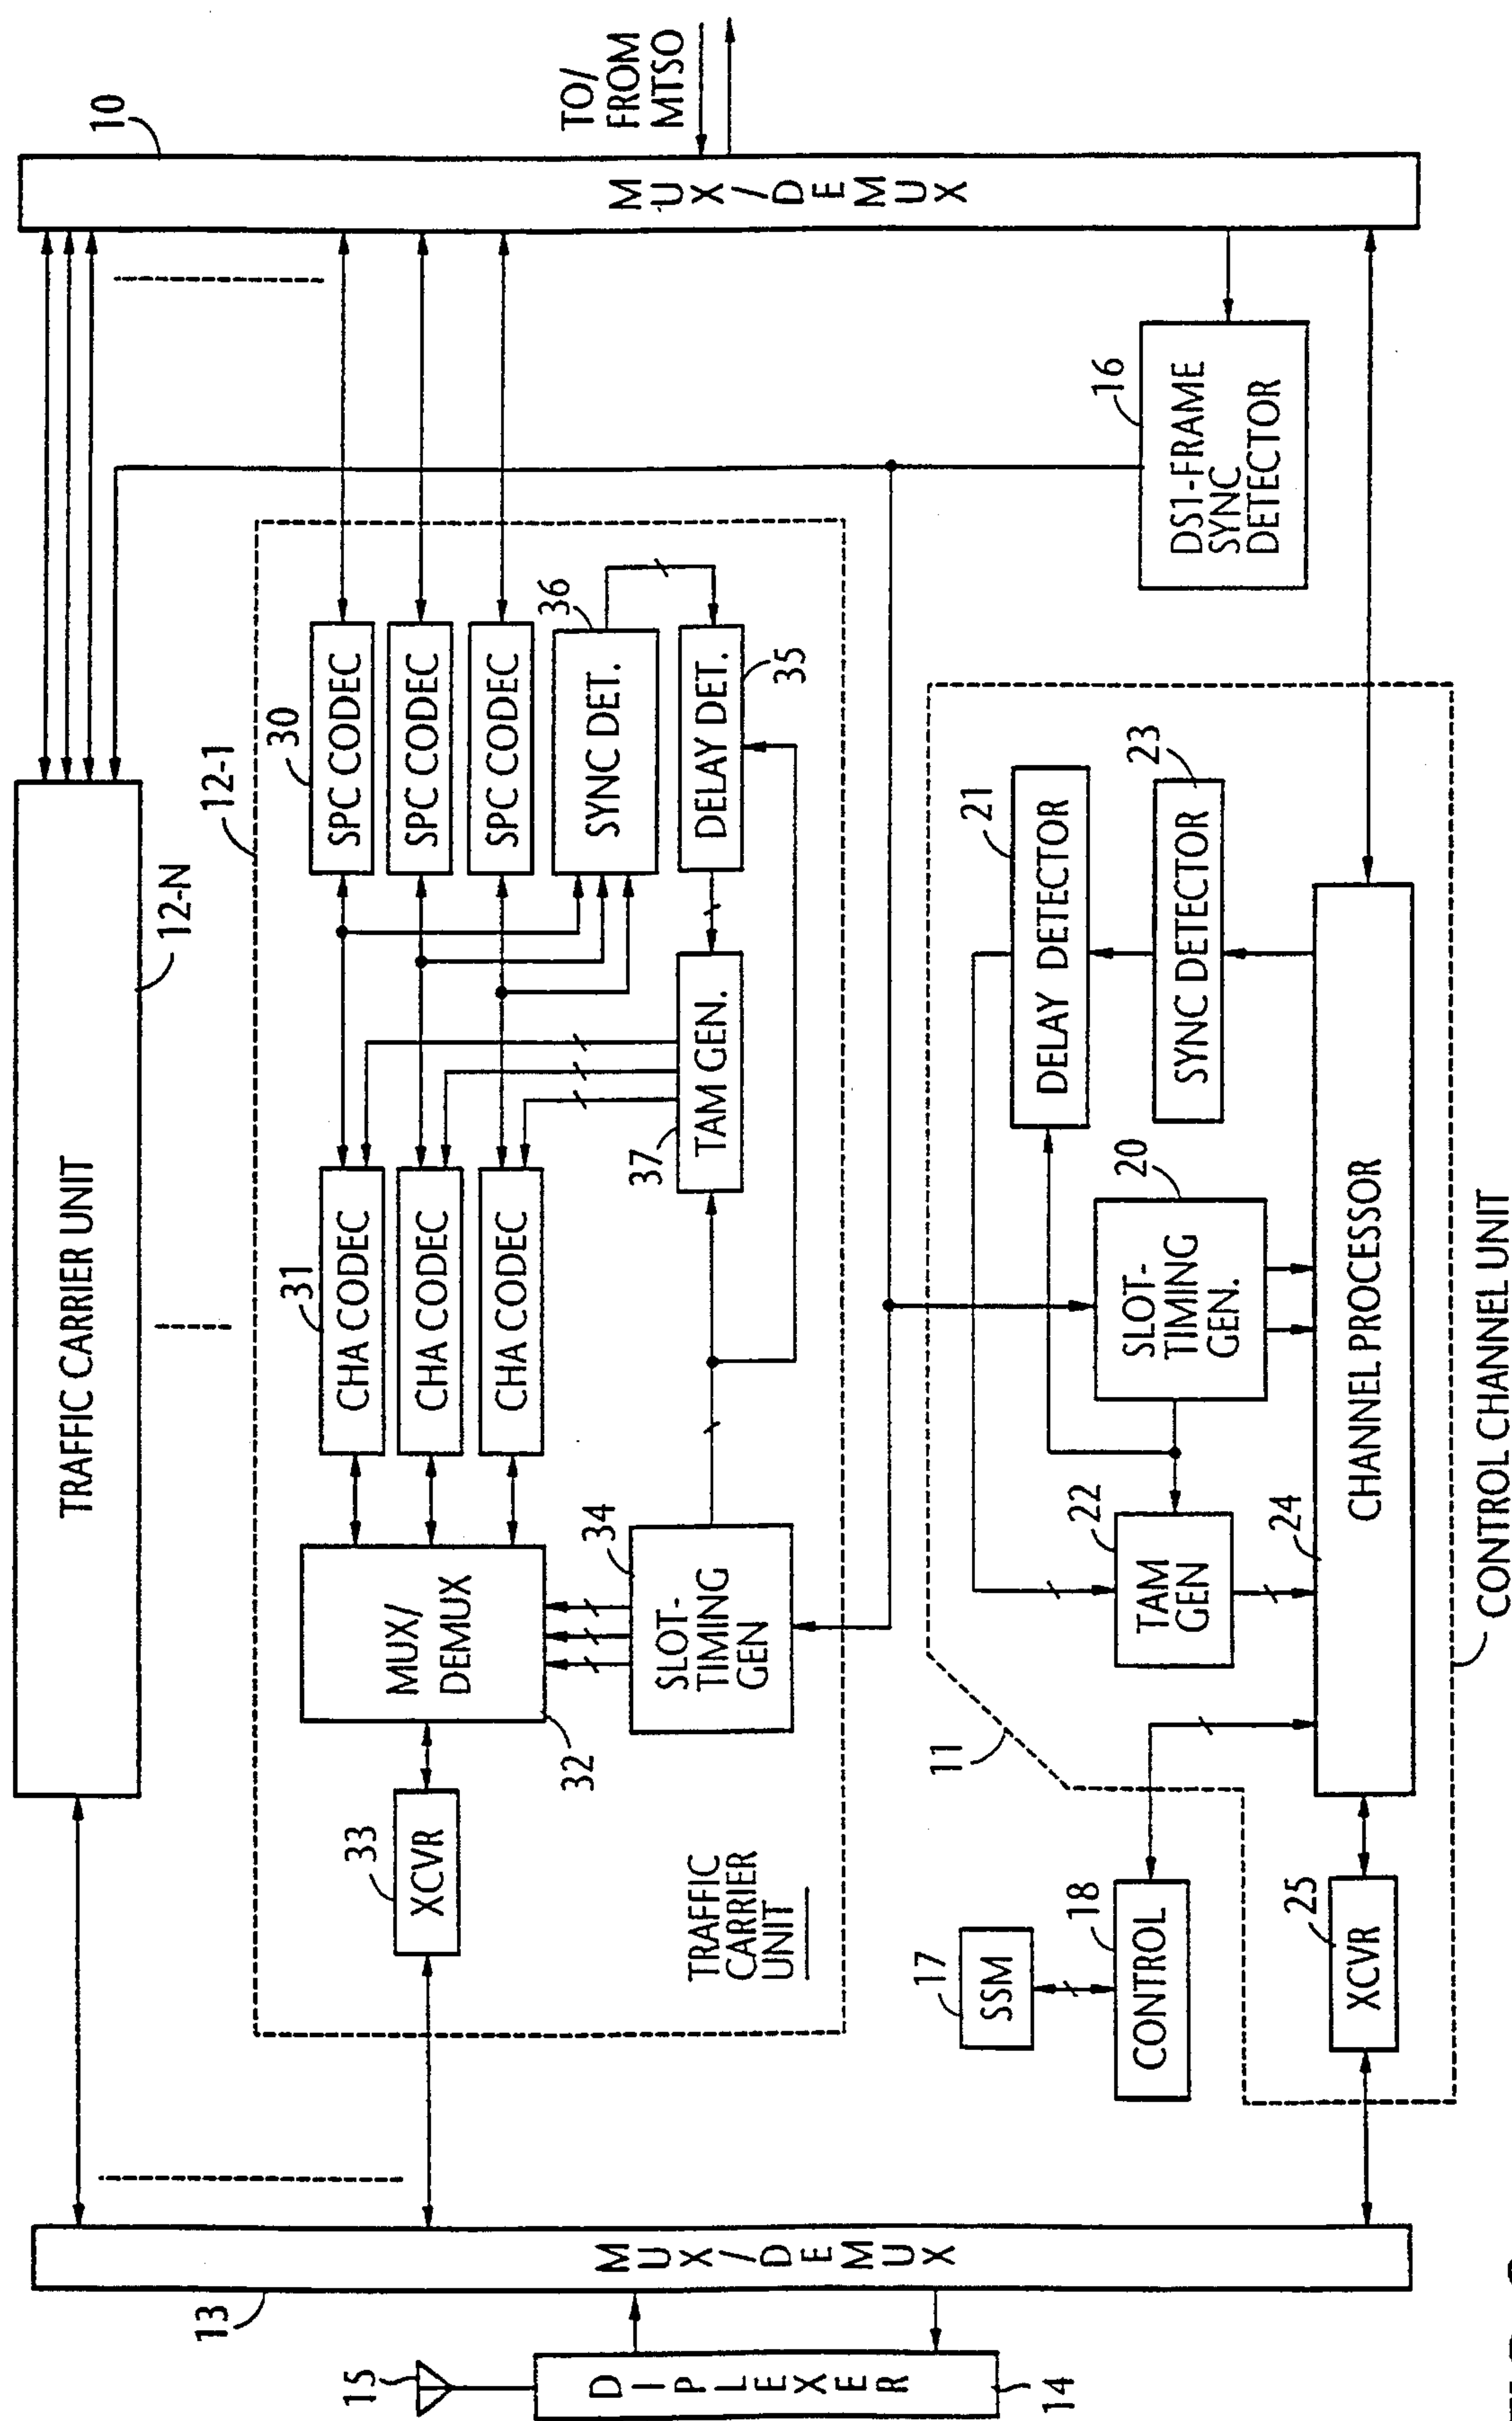 10
TO/
FROM
MTSO
MUX/DEMUX
TRAFFIC CARRIER UNIT
12-N
12-1
30
SPC CODEC
SPC CODEC
SPC CODEC
36
SYNC DET.
DELAY DET.
35
31
CHA CODEC
CHA CODEC
CHA CODEC
37
TAM GEN.
MUX/
DEMUX
32
34
SLOT-
TIMING
GEN
33
XCVR
TRAFFIC
CARRIER
UNIT
16
DS1-FRAME
SYNC
DETECTOR
21
DELAY DETECTOR
23
SYNC DETECTOR
20
SLOT-
TIMING
GEN.
22
TAM
GEN
24
CHANNEL PROCESSOR
11
17
SSM
18
CONTROL
25
XCVR
CONTROL CHANNEL UNIT
13
MUX/DEMUX
15
DIPLEXER
14